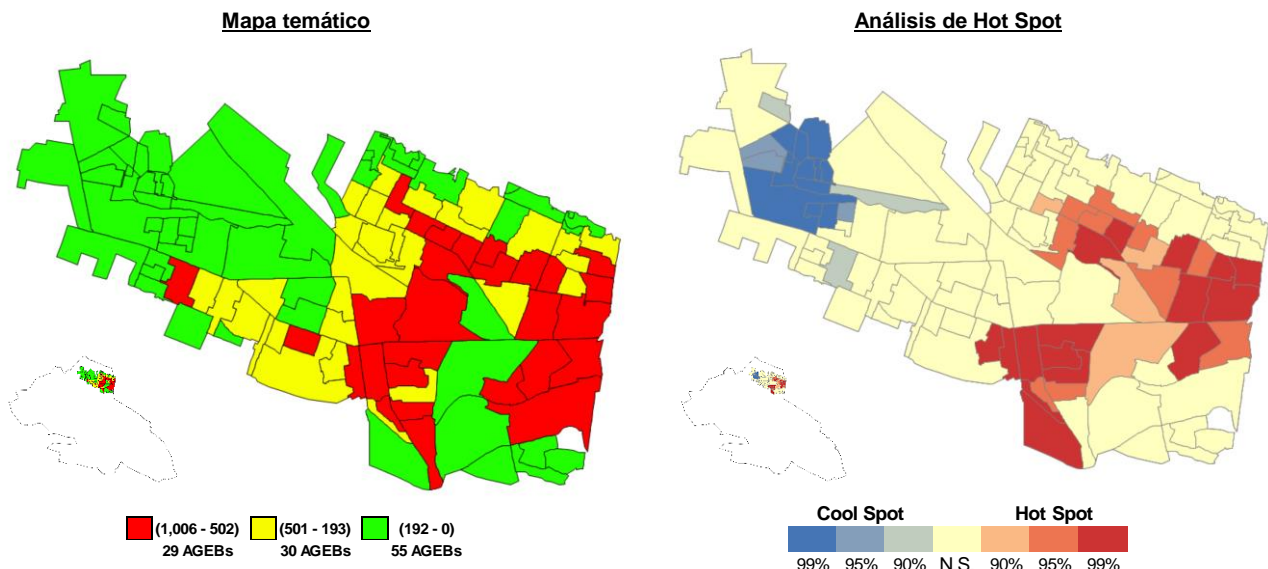 Mapa temático
(1,006 - 502) (501 - 193) (192 - 0)
29 AGEBs 30 AGEBs 55 AGEBs
Análisis de Hot Spot
Cool Spot Hot Spot
99% 95% 90% N.S. 90% 95% 99%